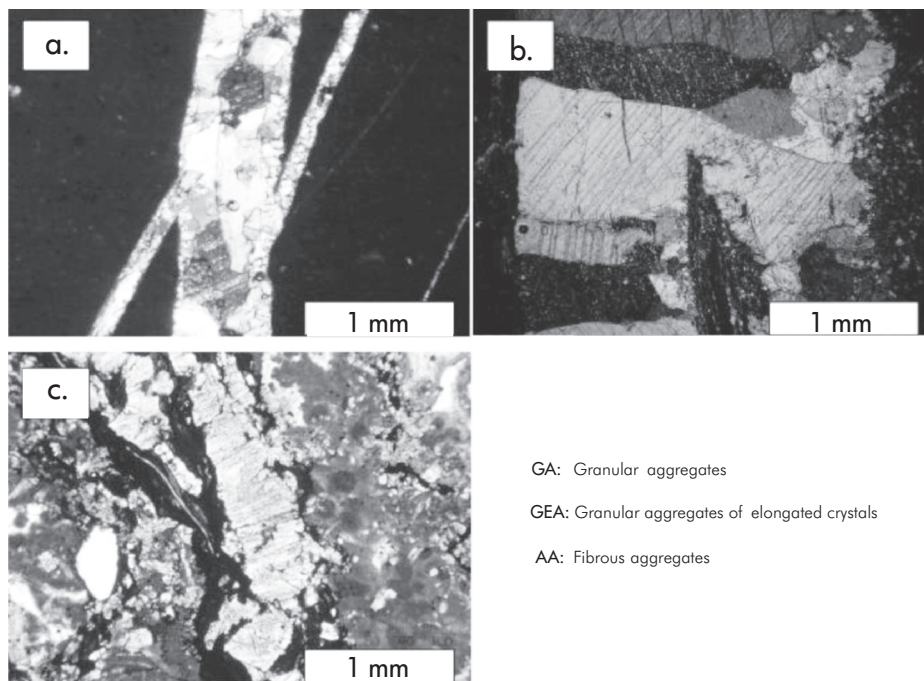 a.
b.
1 mm
1 mm
c.
1 mm
GA: Granular aggregates
GEA: Granular aggregates of elongated crystals
AA: Fibrous aggregates